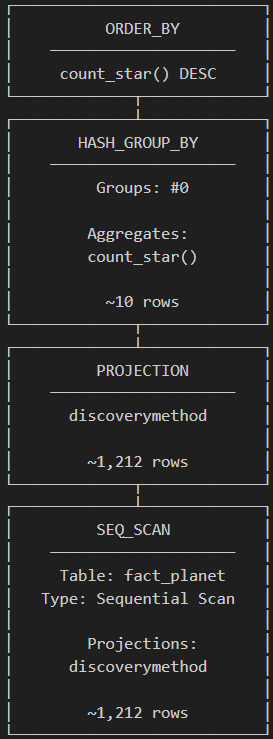 ORDER_BY
count_star() DESC
HASH_GROUP_BY
Groups: #0
Aggregates:
count_star()
~10 rows
PROJECTION
discoverymethod
~1,212 rows
SEQ_SCAN
Table: fact_planet
Type: Sequential Scan
Projections:
discoverymethod
~1,212 rows